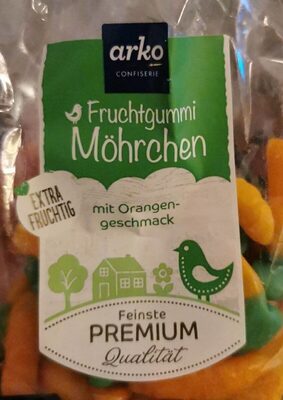 arko
CONFISERIE
Fruchtgummi
Möhrchen
EXTRA
FRUCHTIG
mit Orangen-
geschmack
Feinste
PREMIUM
Qualität